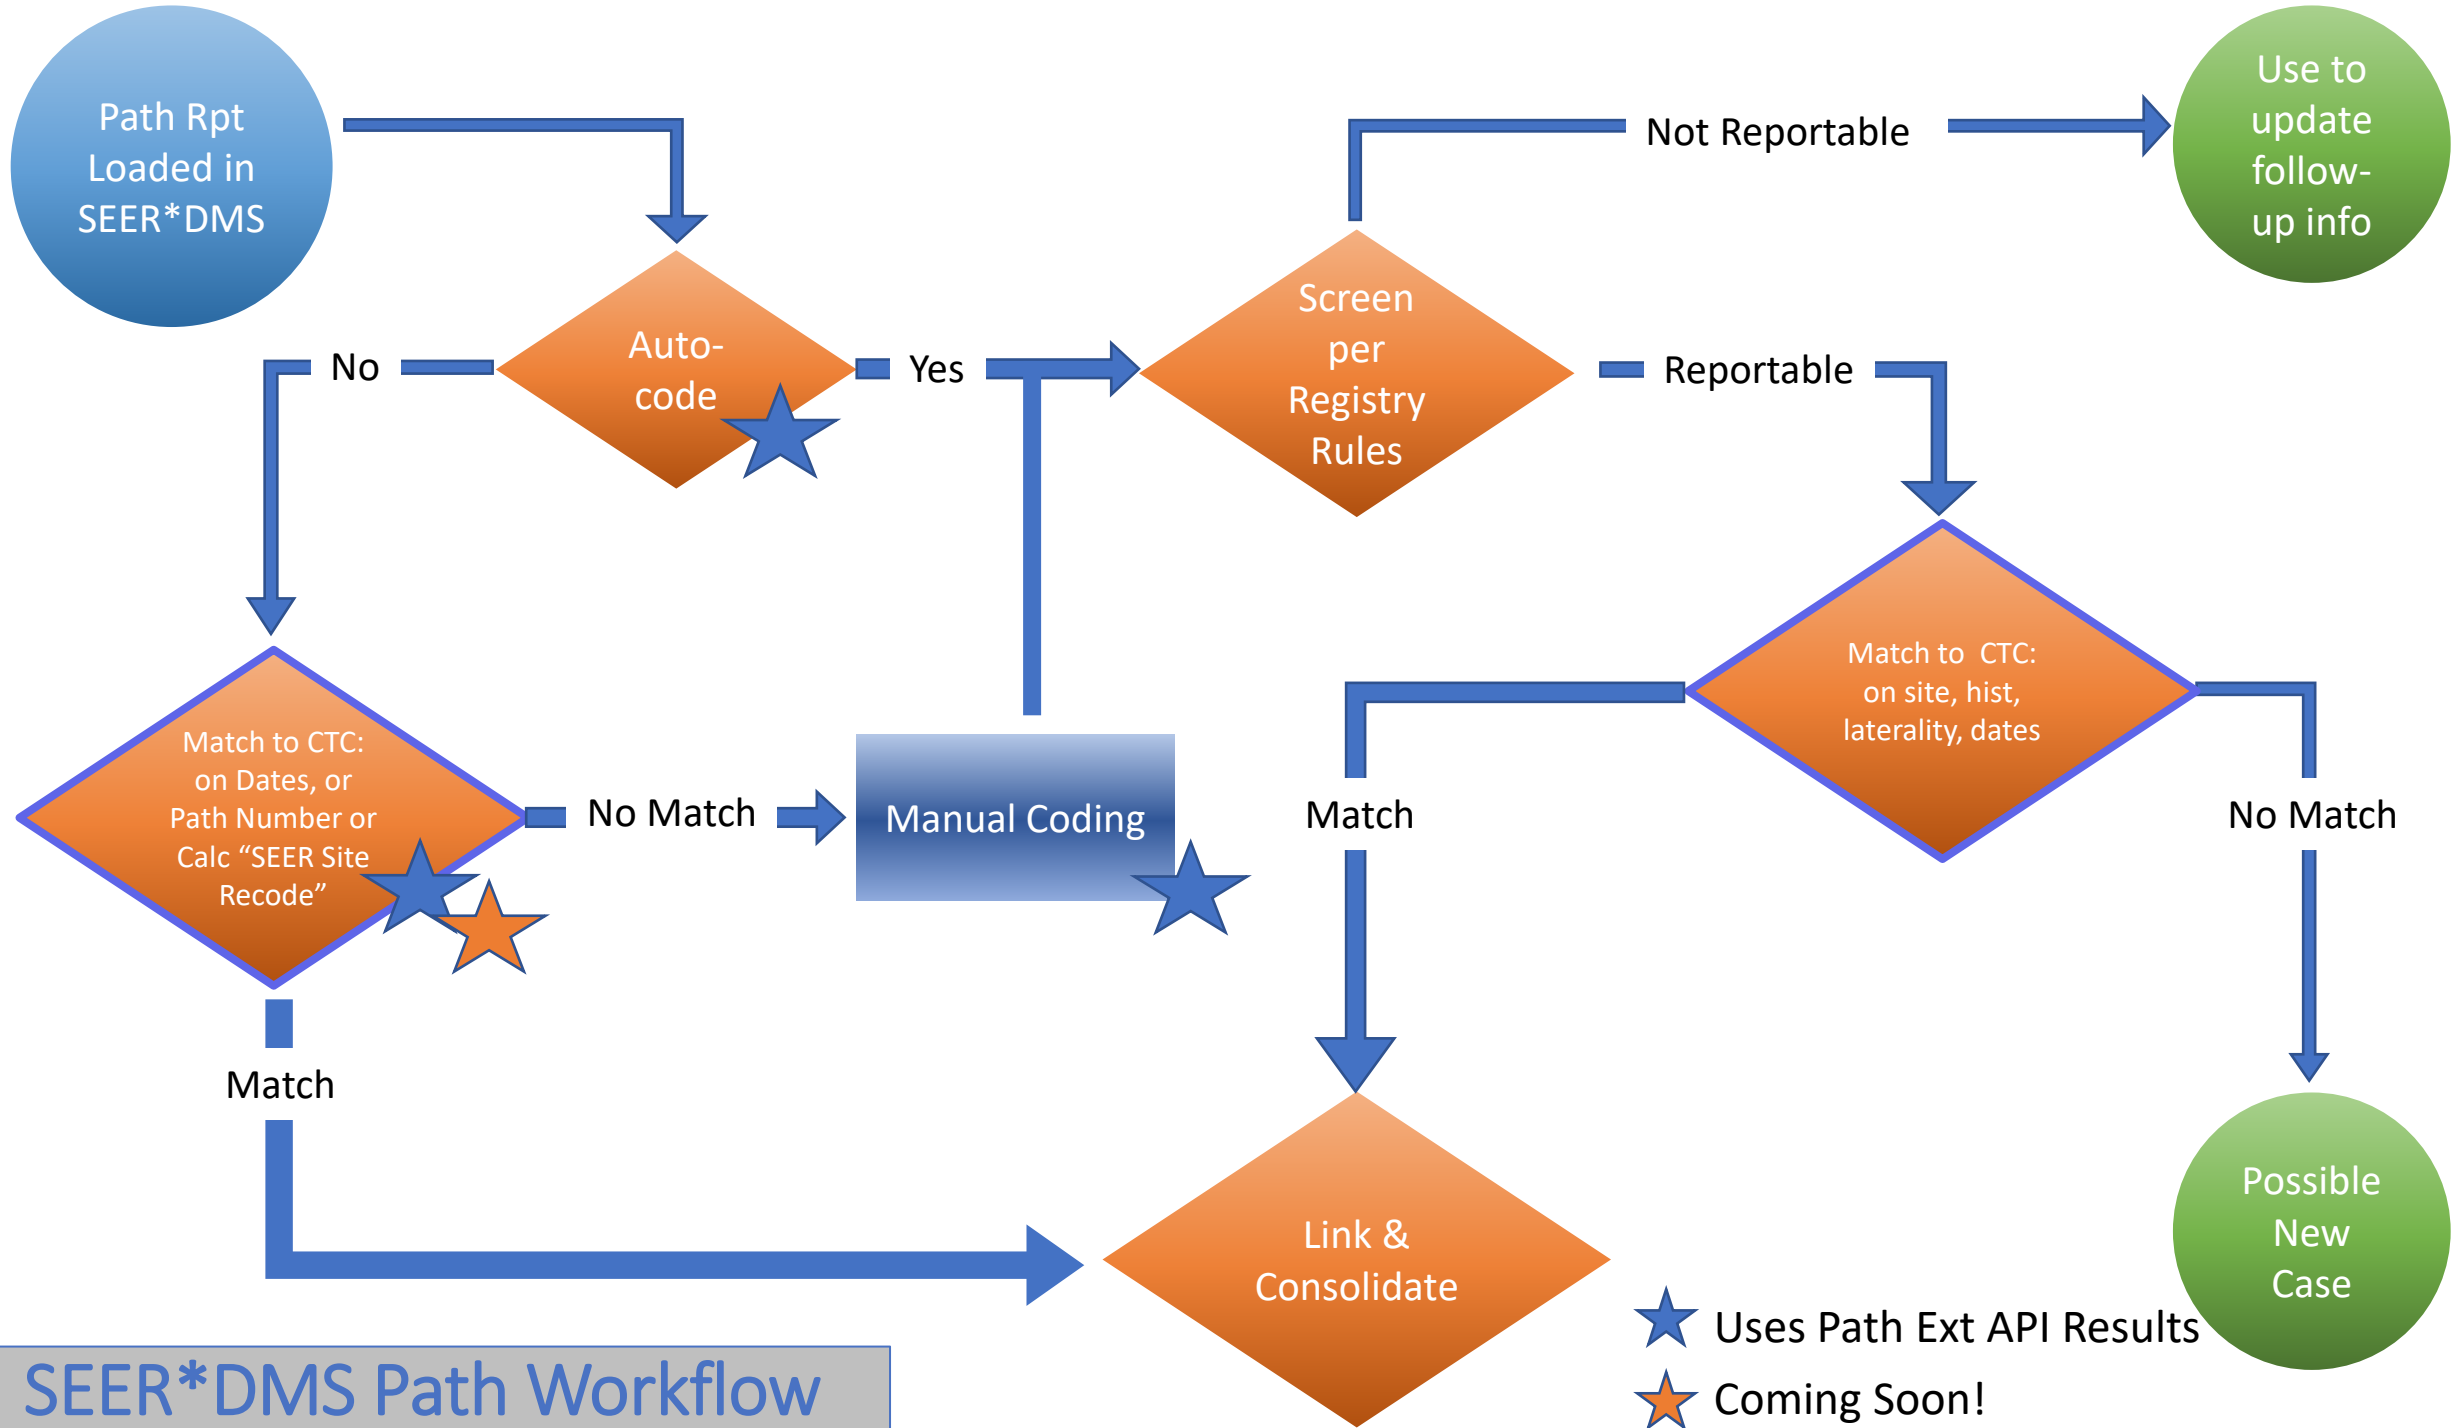 Path Rpt
Loaded in
SEER*DMS
Not Reportable
Use to
update
follow-
up info
No
Auto-
code
Yes
Screen
per
Registry
Rules
Reportable
Match to CTC:
on Dates, or
Path Number or
Calc “SEER Site
Recode”
No Match
Manual Coding
Match to  CTC:
on site, hist,
laterality, dates
Match
No Match
Match
Link &
Consolidate
Possible
New
Case
Uses Path Ext API Results
Coming Soon!
SEER*DMS Path Workflow